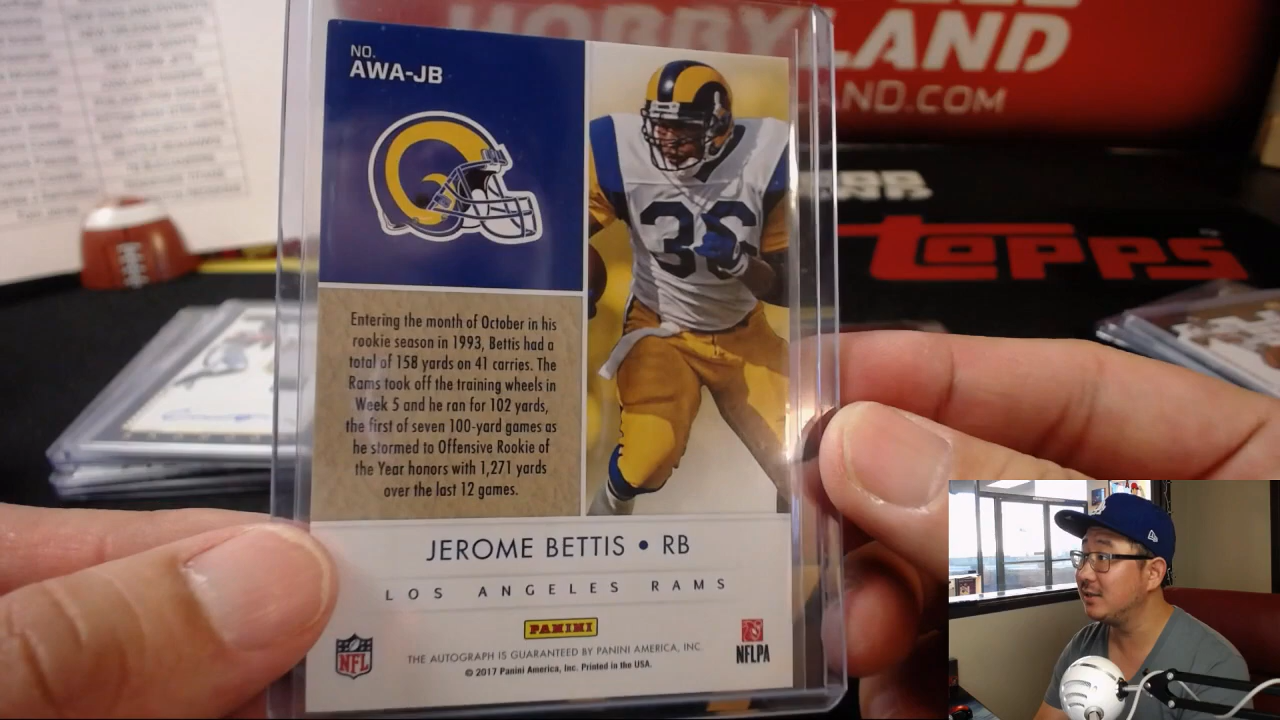 HOBBYLAND
LAND.COM
TOPPS
NO.
AWA-JB
36
Entering the month of October in his
rookie season in 1993, Bettis had a
total of 158 yards on 41 carries. The
Rams took off the training wheels in
Week 5 and he ran for 102 yards,
the first of seven 100-yard games as
he stormed to Offensive Rookie of
the Year honors with 1,271 yards
over the last 12 games.
JEROME BETTIS • RB
LOS ANGELES RAMS
PANINI
NFL
THE AUTOGRAPH IS GUARANTEED BY PANINI AMERICA, INC.
© 2017 Panini America, Inc. Printed in the USA.
NFLPA